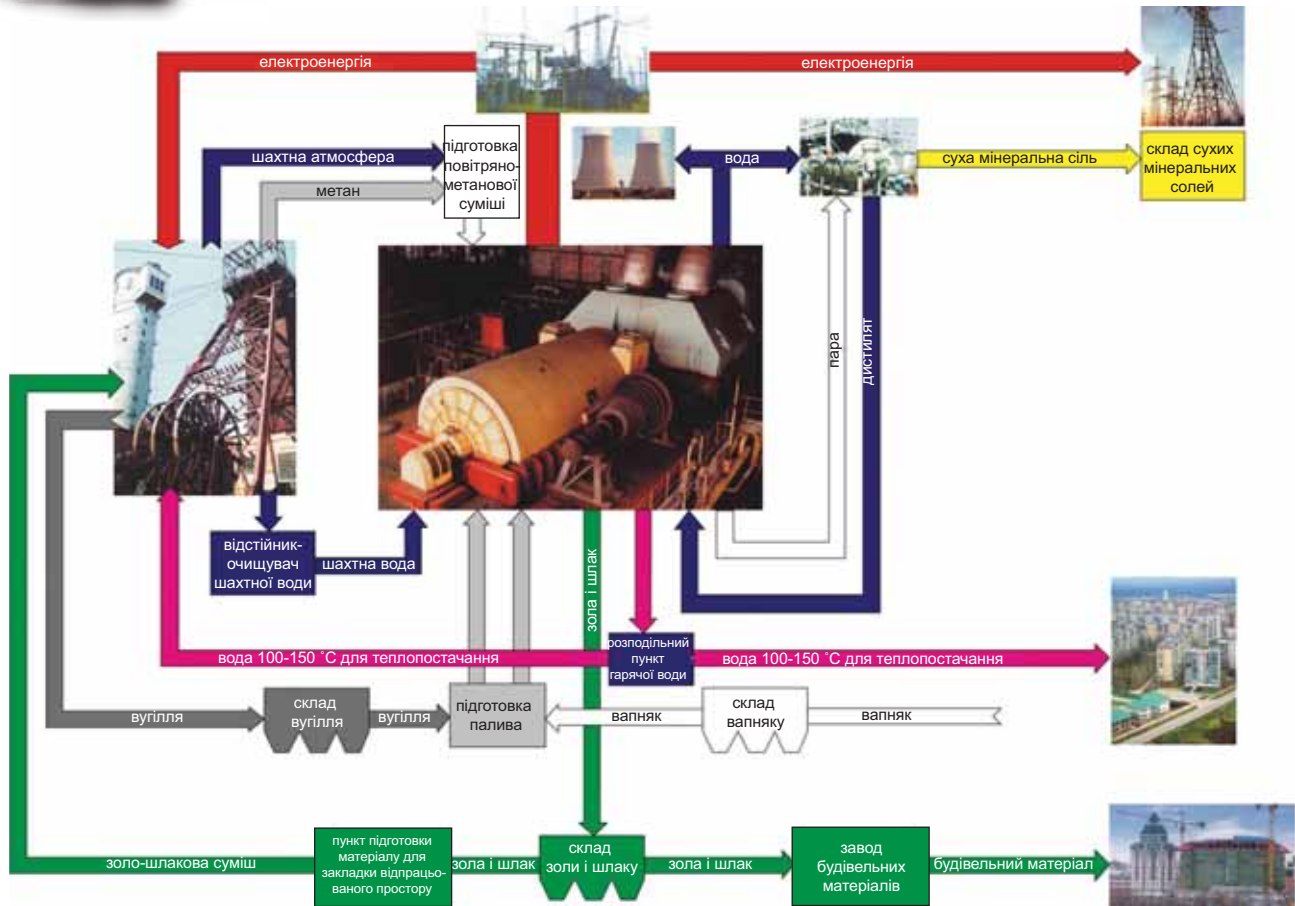 електроенергія
електроенергія
підготовка
повітряно-
метанової
суміші
шахтна атмосфера
метан
вода
суха мінеральна сіль
склад сухих
мінеральних
солей
пара
дистилят
відстійник-
очищувач
шахтної води
шахтна вода
зола і шлак
розподільний
пункт
гарячої води
вода 100-150 ˚С для теплопостачання
вода 100-150 ˚С для теплопостачання
вугілля
склад
вугілля
вугілля
підготовка
палива
вапняк
склад
вапняку
вапняк
золо-шлакова суміш
пункт підготовки
матеріалу для
закладки відпрацьо-
ваного простору
зола і шлак
склад
золи і шлаку
зола і шлак
завод
будівельних
матеріалів
будівельний матеріал